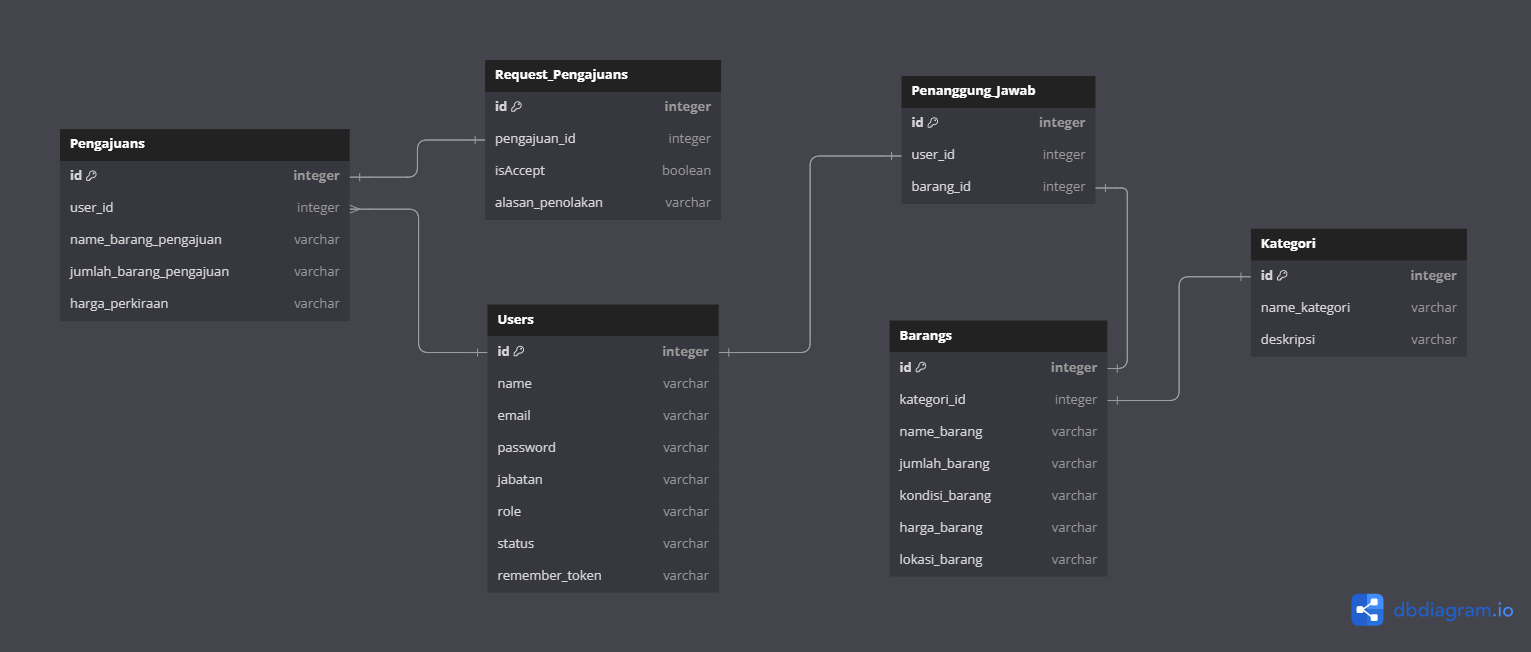 Pengajuans
id integer
user_id integer
name_barang_pengajuan varchar
jumlah_barang_pengajuan varchar
harga_perkiraan varchar
Request_Pengajuans
id integer
pengajuan_id integer
isAccept boolean
alasan_penolakan varchar
Users
id integer
name varchar
email varchar
password varchar
jabatan varchar
role varchar
status varchar
remember_token varchar
Penanggung_Jawab
id integer
user_id integer
barang_id integer
Barangs
id integer
kategori_id integer
name_barang varchar
jumlah_barang varchar
kondisi_barang varchar
harga_barang varchar
lokasi_barang varchar
Kategori
id integer
name_kategori varchar
deskripsi varchar
dbdiagram.io